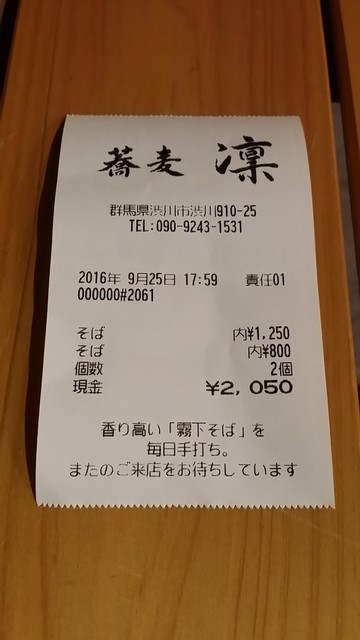 蕎麦 凛
群馬県渋川市渋川910-25
TEL:090-9243-1531
2016年 9月25日 17:59 責任01
000000#2061
そば 内¥1,250
そば 内¥800
個数 2個
現金 ¥2,050
香り高い「霧下そば」を
毎日手打ち。
またのご来店をお待ちしています